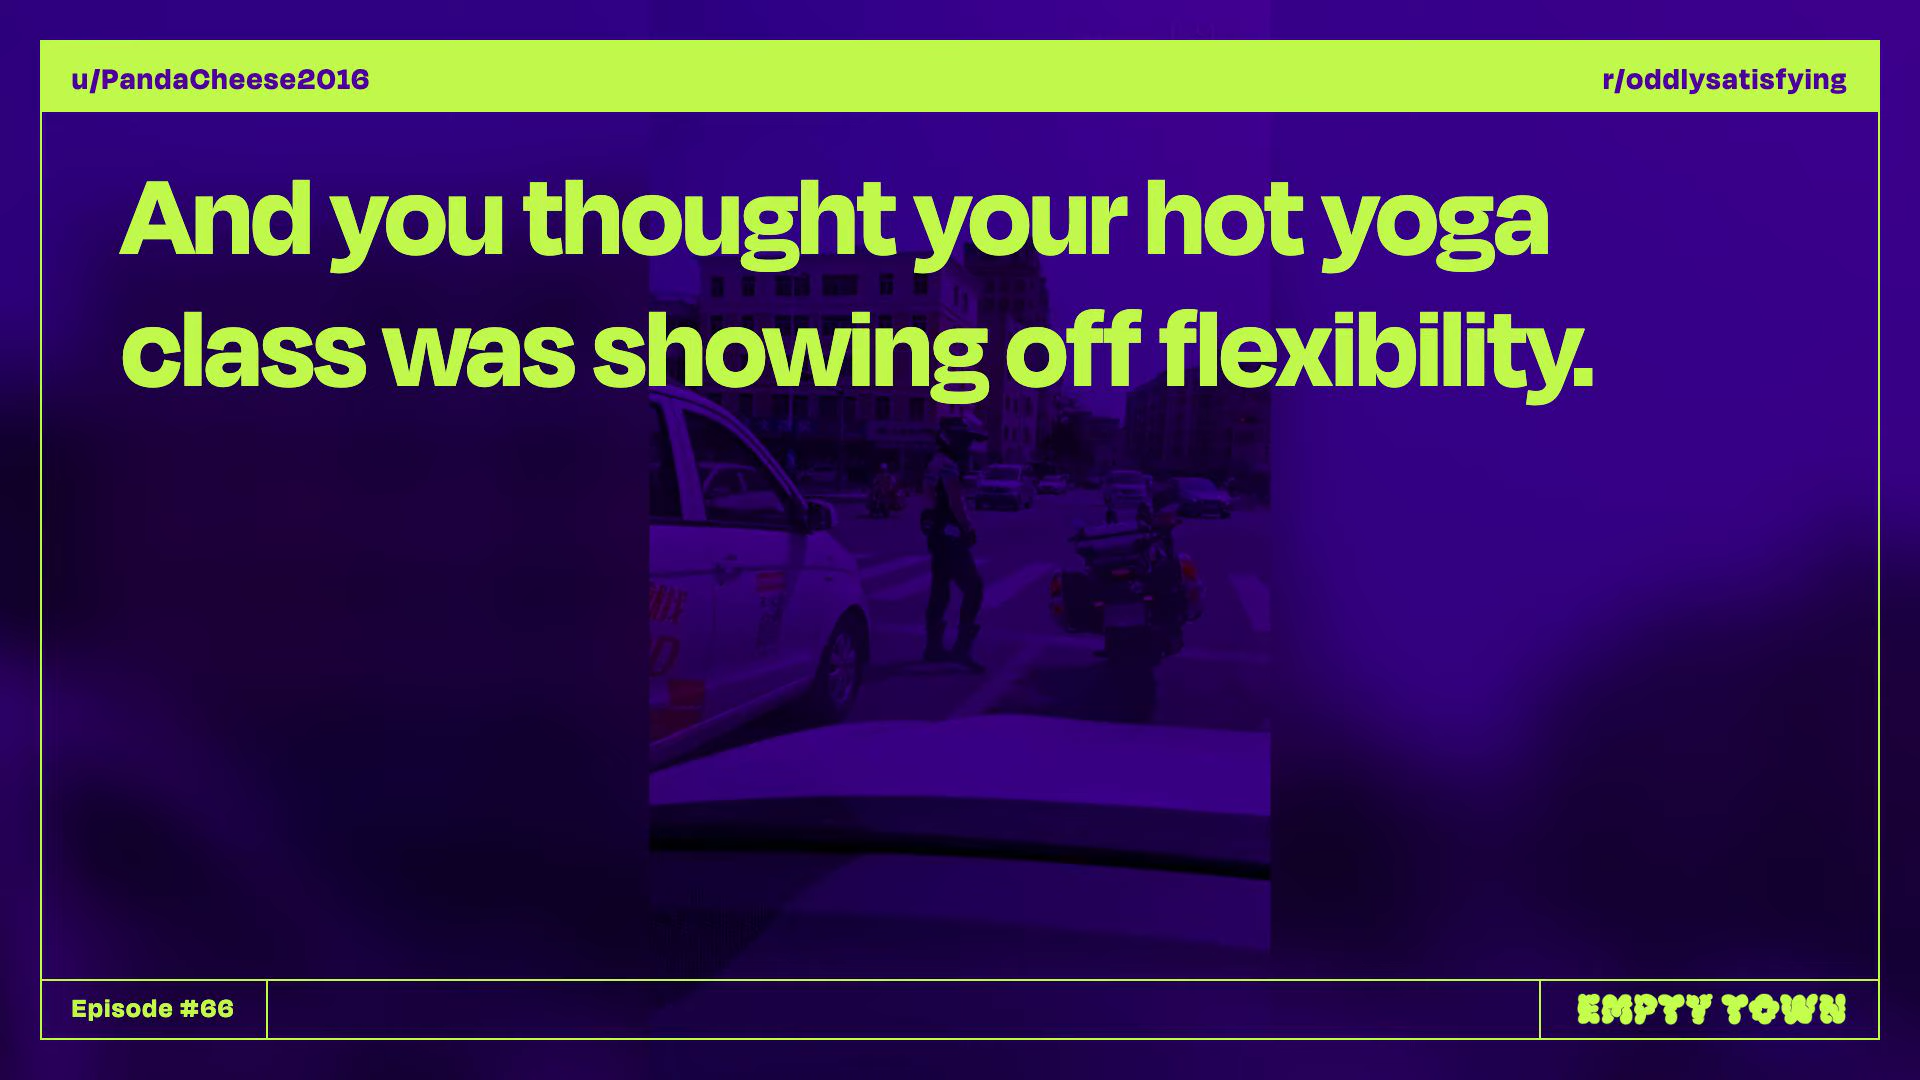 u/PandaCheese2016
r/oddlysatisfying
And you thought your hot yoga
class was showing off flexibility.
Episode #66
EMPTY TOWN